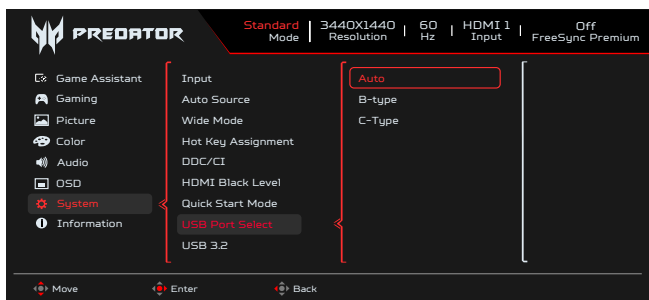 PREDATOR
Standard Mode
3440X1440 Resolution
60 Hz
HDMI 1 Input
Off FreeSync Premium
Game Assistant
Gaming
Picture
Color
Audio
OSD
System
Information
Input
Auto Source
Wide Mode
Hot Key Assignment
DDC/CI
HDMI Black Level
Quick Start Mode
USB Port Select
USB 3.2
Auto
B-type
C-Type
Move
Enter
Back